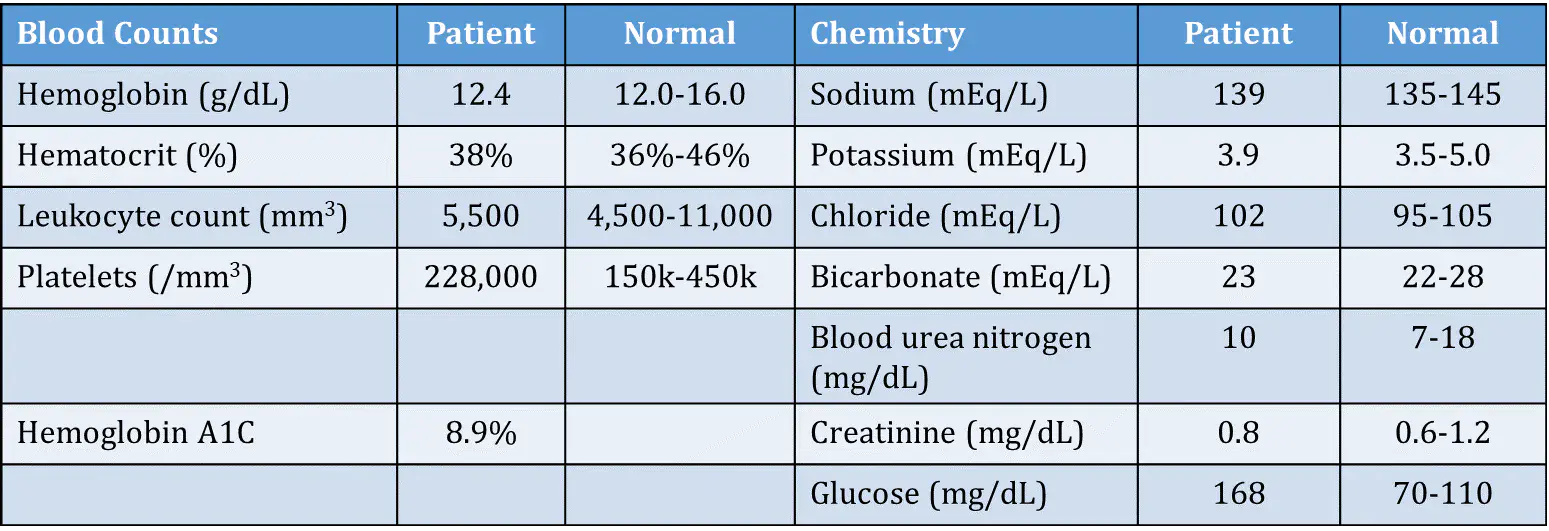 Blood Counts Patient Normal Chemistry Patient Normal
Hemoglobin (g/dL) 12.4 12.0-16.0 Sodium (mEq/L) 139 135-145
Hematocrit (%) 38% 36%-46% Potassium (mEq/L) 3.9 3.5-5.0
Leukocyte count (mm³) 5,500 4,500-11,000 Chloride (mEq/L) 102 95-105
Platelets (/mm³) 228,000 150k-450k Bicarbonate (mEq/L) 23 22-28
Blood urea nitrogen 10 7-18
(mg/dL)
Hemoglobin A1C 8.9% Creatinine (mg/dL) 0.8 0.6-1.2
Glucose (mg/dL) 168 70-110